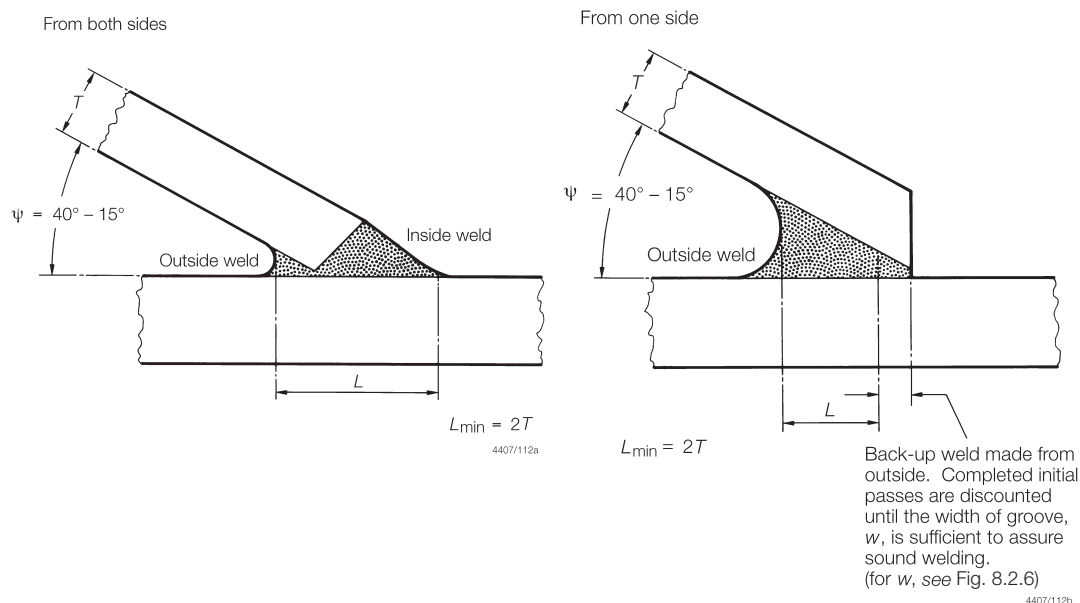 From both sides
T
ψ = 40° – 15°
Outside weld
Inside weld
L
Lmin = 2T
4407/112a
From one side
T
ψ = 40° – 15°
Outside weld
L
Lmin = 2T
Back-up weld made from
outside. Completed initial
passes are discounted
until the width of groove,
w, is sufficient to assure
sound welding.
(for w, see Fig. 8.2.6)
4407/112b